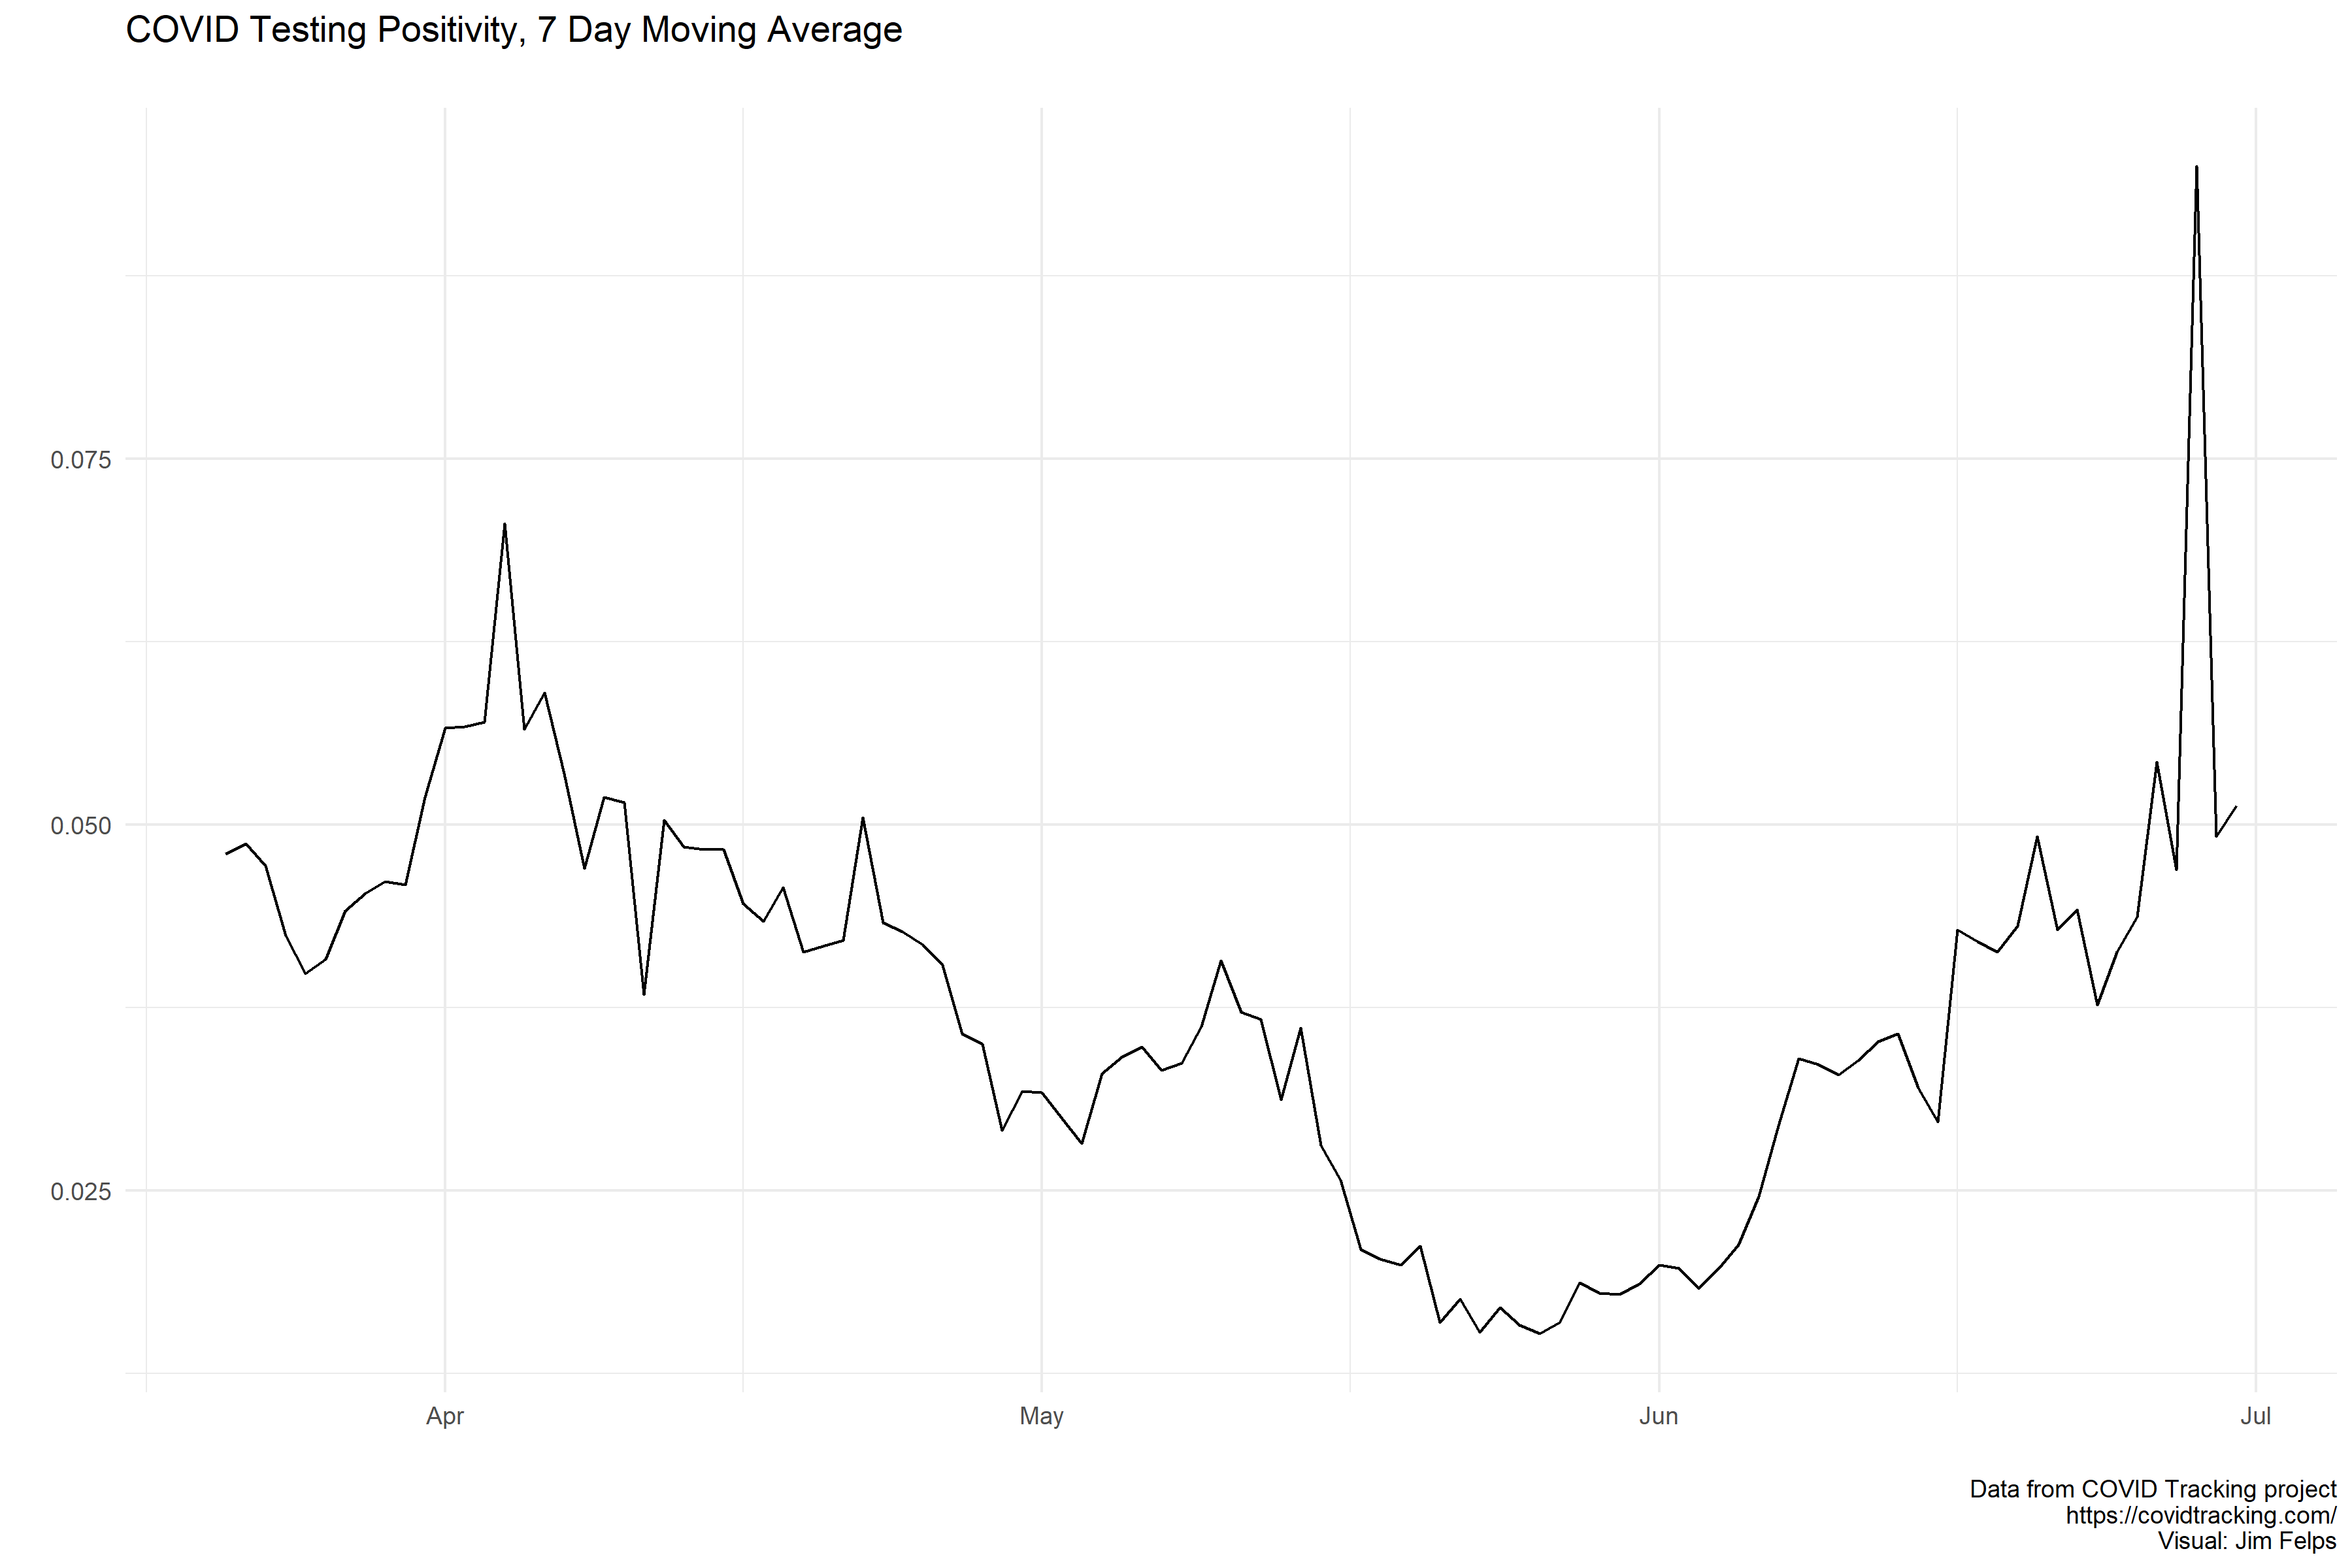 COVID Testing Positivity, 7 Day Moving Average
0.075
0.050
0.025
Apr May Jun Jul
Data from COVID Tracking project
https://covidtracking.com/
Visual: Jim Felps